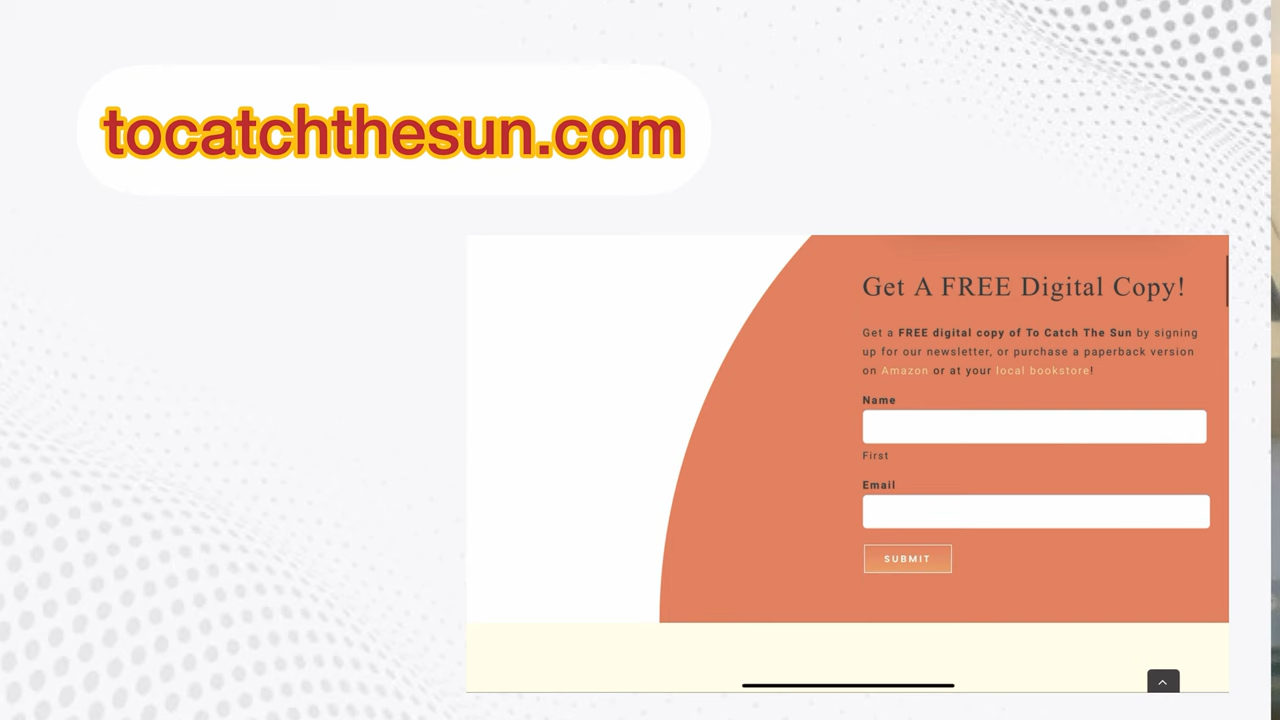 tocatchthesun.com
Get A FREE Digital Copy!
Get a FREE digital copy of To Catch The Sun by signing
up for our newsletter, or purchase a paperback version
on Amazon or at your local bookstore!
Name
First
Email
SUBMIT